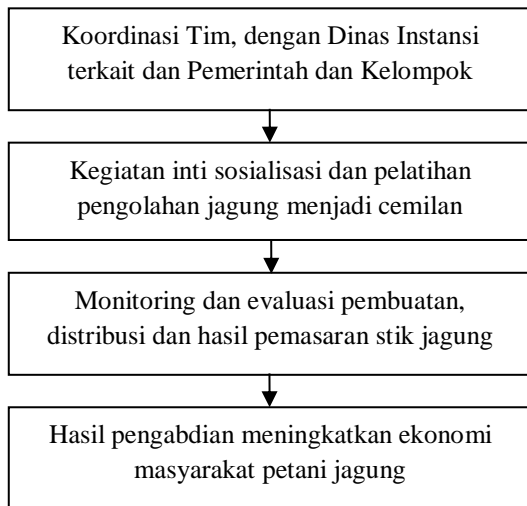 Koordinasi Tim, dengan Dinas Instansi
terkait dan Pemerintah dan Kelompok
Kegiatan inti sosialisasi dan pelatihan
pengolahan jagung menjadi cemilan
Monitoring dan evaluasi pembuatan,
distribusi dan hasil pemasaran stik jagung
Hasil pengabdian meningkatkan ekonomi
masyarakat petani jagung